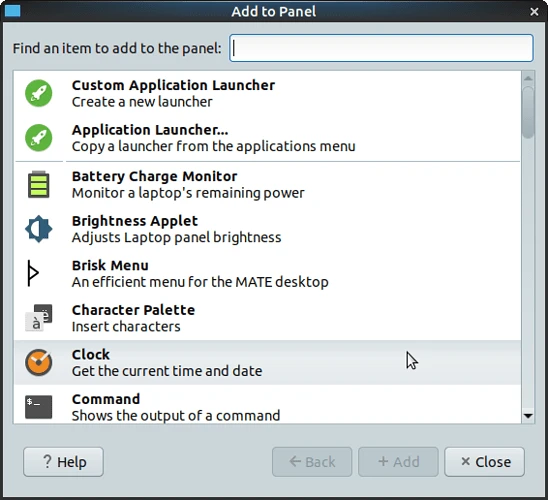 Add to Panel
Find an item to add to the panel:
Custom Application Launcher
Create a new launcher
Application Launcher...
Copy a launcher from the applications menu
Battery Charge Monitor
Monitor a laptop's remaining power
Brightness Applet
Adjusts Laptop panel brightness
Brisk Menu
An efficient menu for the MATE desktop
Character Palette
Insert characters
Clock
Get the current time and date
Command
Shows the output of a command
? Help
Back
+ Add
× Close